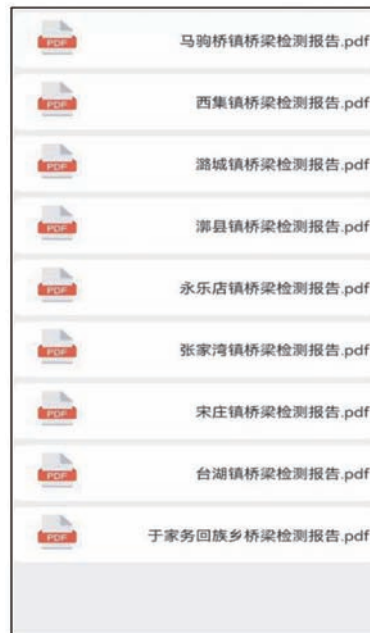 PDF 马驹桥镇桥梁检测报告.pdf
PDF 西集镇桥梁检测报告.pdf
PDF 潞城镇桥梁检测报告.pdf
PDF 漷县镇桥梁检测报告.pdf
PDF 永乐店镇桥梁检测报告.pdf
PDF 张家湾镇桥梁检测报告.pdf
PDF 宋庄镇桥梁检测报告.pdf
PDF 台湖镇桥梁检测报告.pdf
PDF 于家务回族乡桥梁检测报告.pdf